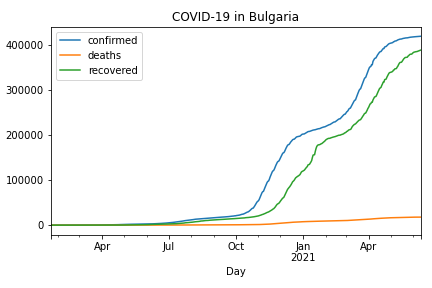 COVID-19 in Bulgaria
confirmed
deaths
recovered
400000
300000
200000
100000
0
Apr Jul Oct Jan Apr
2021
Day